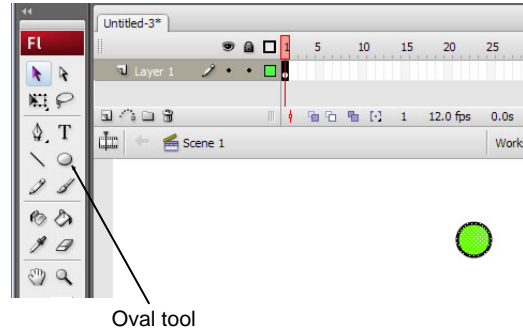 Untitled-3*
Fl
1 5 10 15 20 25
Layer 1
T
1 12.0 fps 0.0s
Scene 1
Works
Oval tool